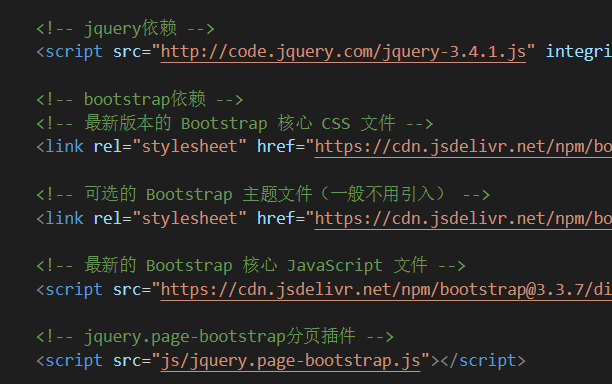 <!-- jquery依赖 -->
<script src="http://code.jquery.com/jquery-3.4.1.js" integri
<!-- bootstrap依赖 -->
<!-- 最新版本的 Bootstrap 核心 CSS 文件 -->
<link rel="stylesheet" href="https://cdn.jsdelivr.net/npm/bo
<!-- 可选的 Bootstrap 主题文件（一般不用引入） -->
<link rel="stylesheet" href="https://cdn.jsdelivr.net/npm/bo
<!-- 最新的 Bootstrap 核心 JavaScript 文件 -->
<script src="https://cdn.jsdelivr.net/npm/bootstrap@3.3.7/di
<!-- jquery.page-bootstrap分页插件 -->
<script src="js/jquery.page-bootstrap.js"></script>